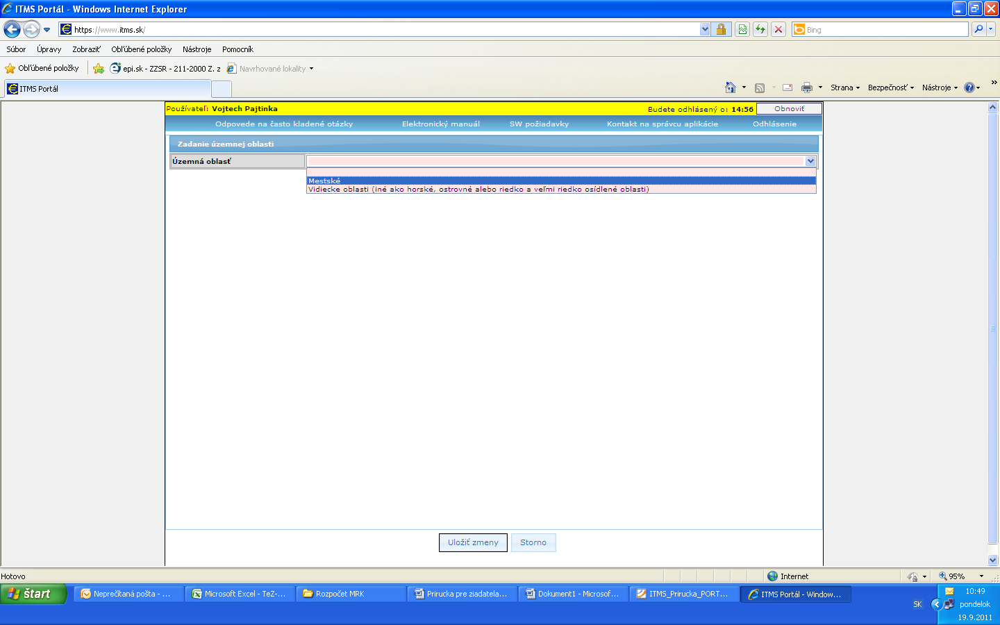 ITMS Portál - Windows Internet Explorer
https://www.itms.sk/
Bing
Súbor Úpravy Zobraziť Obľúbené položky Nástroje Pomocník
Obľúbené položky epi.sk - ZZSR - 211-2000 Z. z Navrhované lokality
ITMS Portál Strana Bezpečnosť Nástroje
Používateľ: Vojtech Pajtinka Budete odhlásený o: 14:56 Obnoviť
Odpovede na často kladené otázky Elektronický manuál SW požiadavky Kontakt na správcu aplikácie Odhlásenie
Zadanie územnej oblasti
Územná oblasť
Mestské
Vidiecke oblasti (iné ako horské, ostrovné alebo riedko a veľmi riedko osídlené oblasti)
Uložiť zmeny Storno
Hotovo Internet 95%
štart Neprečítaná pošta - ... Microsoft Excel - TeZ-... Rozpočet MRK Prirucka pre ziadatela... Dokument1 - Microsof... ITMS_Prirucka_PORT... ITMS Portál - Window... SK 10:49
pondelok
19.9.2011